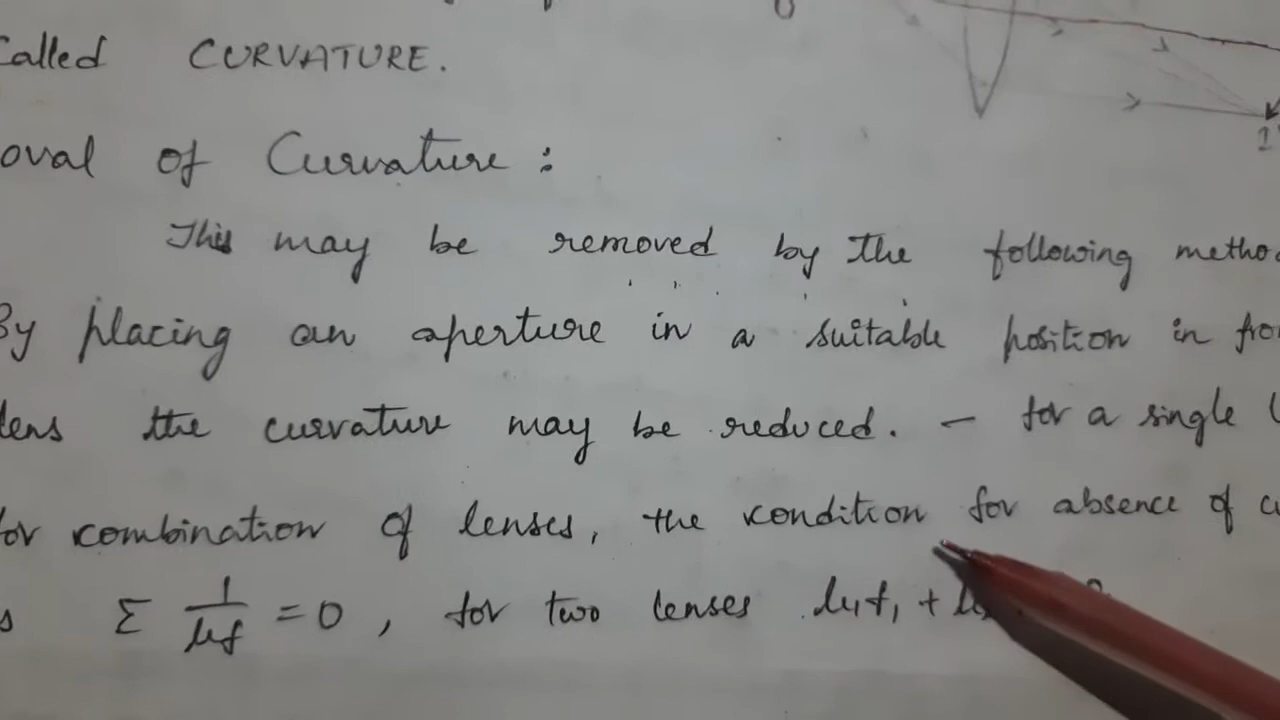 called CURVATURE.
oval of Curvature :
This may be removed by the following metho
By placing an aperture in a suitable position in fro
lens the curvature may be reduced. — for a single l
for combination of lenses, the condition for absence of cu
s Σ 1/μf = 0 , for two lenses μ1f1 + μ